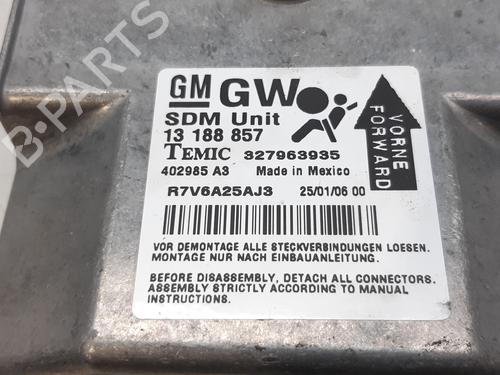 GM GW
SDM Unit
13 188 857
TEMIC 327963935
402985 A3 Made in Mexico
R7V6A25AJ3 25/01/06 00
VORNE
FORWARD
VOR DEMONTAGE ALLE STECKVERBINDUNGEN LOESEN.
MONTAGE NUR NACH EINBAUANLEITUNG.
BEFORE DISASSEMBLY, DETACH ALL CONNECTORS.
ASSEMBLY STRICTLY ACCORDING TO MANUAL
INSTRUCTIONS.